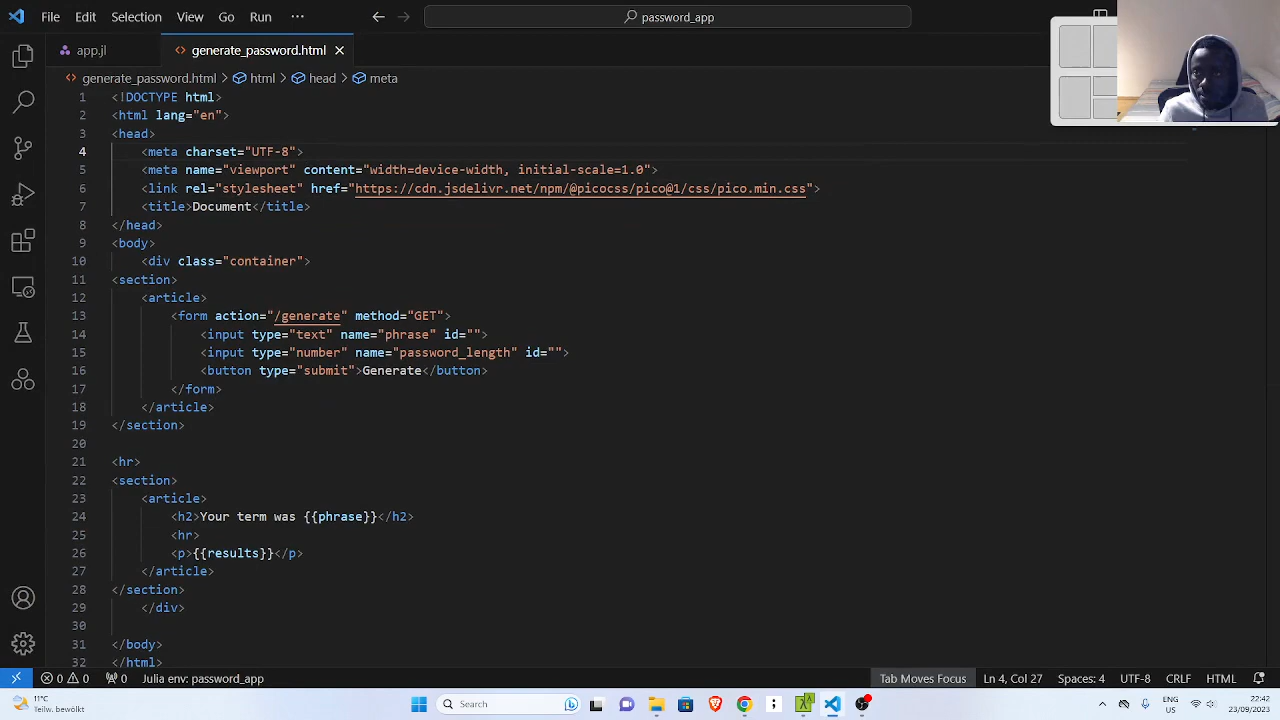 File Edit Selection View Go Run ··· password_app
app.jl generate_password.html
generate_password.html > html > head > meta
1 <!DOCTYPE html>
2 <html lang="en">
3 <head>
4 <meta charset="UTF-8">
5 <meta name="viewport" content="width=device-width, initial-scale=1.0">
6 <link rel="stylesheet" href="https://cdn.jsdelivr.net/npm/@picocss/pico@1/css/pico.min.css">
7 <title>Document</title>
8 </head>
9 <body>
10 <div class="container">
11 <section>
12 <article>
13 <form action="/generate" method="GET">
14 <input type="text" name="phrase" id="">
15 <input type="number" name="password_length" id="">
16 <button type="submit">Generate</button>
17 </form>
18 </article>
19 </section>
20
21 <hr>
22 <section>
23 <article>
24 <h2>Your term was {{phrase}}</h2>
25 <hr>
26 <p>{{results}}</p>
27 </article>
28 </section>
29 </div>
30
31 </body>
32 </html>
0 0 0 Julia env: password_app Tab Moves Focus Ln 4, Col 27 Spaces: 4 UTF-8 CRLF HTML
11°C
Teilw. bewölkt
Search
ENG
US
22:42
23/09/2023